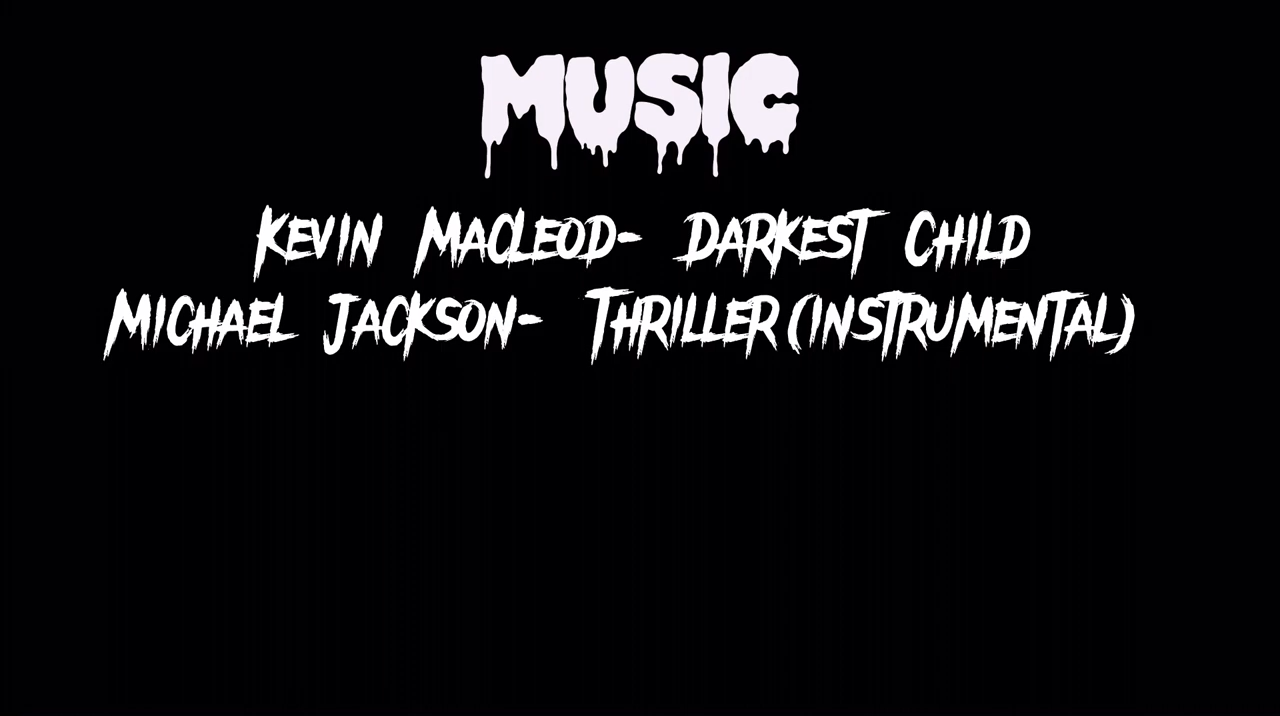 MUSIC
KEVIN MACLEOD- DARKEST CHILD
MICHAEL JACKSON- THRILLER(INSTRUMENTAL)